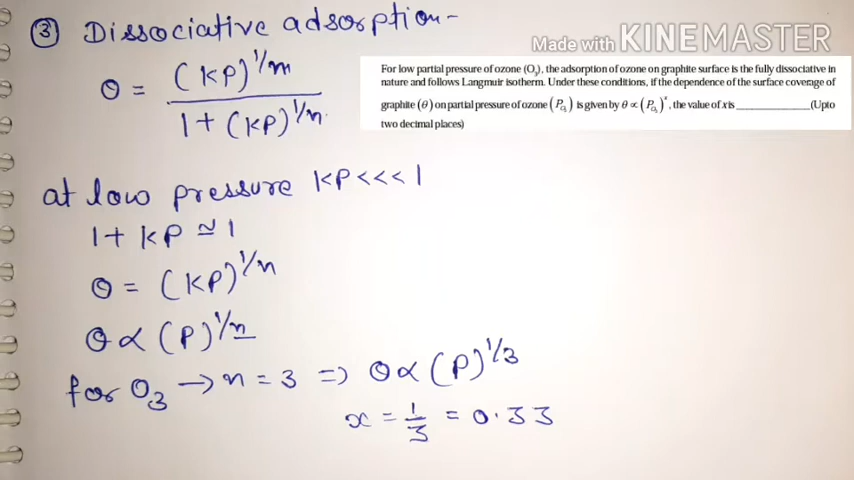 ③ Dissociative adsorption-
Made with KINEMASTER
For low partial pressure of ozone (O₃), the adsorption of ozone on graphite surface is the fully dissociative in
nature and follows Langmuir isotherm. Under these conditions, if the dependence of the surface coverage of
graphite (θ) on partial pressure of ozone (P_O₃) is given by θ ∝ (P_O₃)^x, the value of x is __________ (Upto
two decimal places)
θ = (KP)^1/n / 1 + (KP)^1/n
at low pressure KP <<< 1
1 + KP ≃ 1
θ = (KP)^1/n
θ ∝ (P)^1/n
for O₃ → n = 3 ⇒ θ ∝ (P)^1/3
x = 1/3 = 0.33